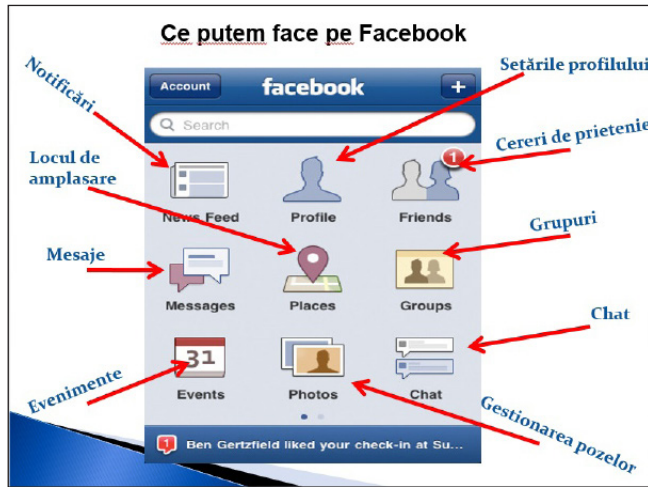 Ce putem face pe Facebook
Notificări
Setările profilului
Account
facebook
+
Search
Locul de
amplasare
Cereri de prietenie
1
News Feed
Profile
Friends
Mesaje
Grupuri
Messages
Places
Groups
Chat
31
Evenimente
Events
Photos
Chat
Gestionarea pozelor
1
Ben Gertzfield liked your check-in at Su...